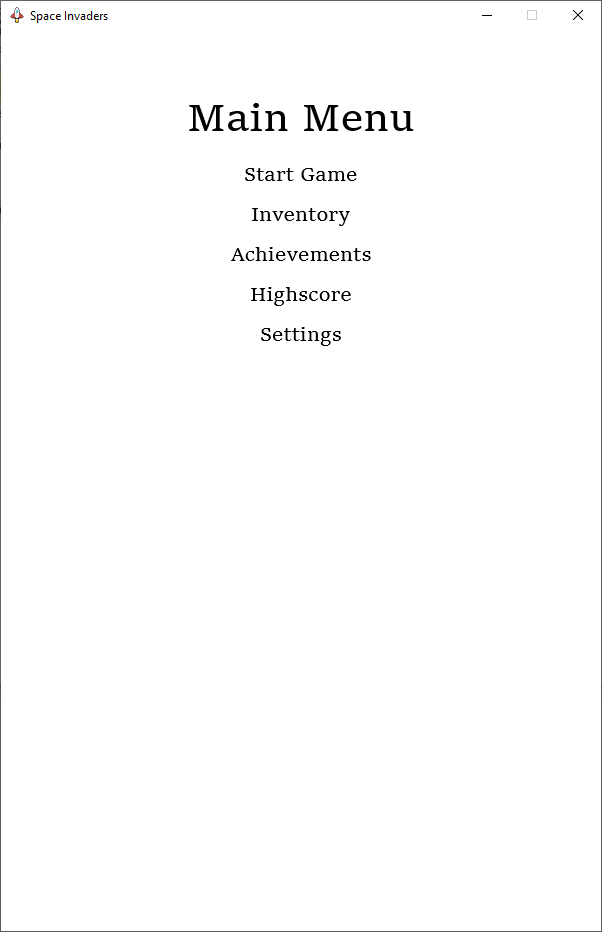 Space Invaders
Main Menu
Start Game
Inventory
Achievements
Highscore
Settings